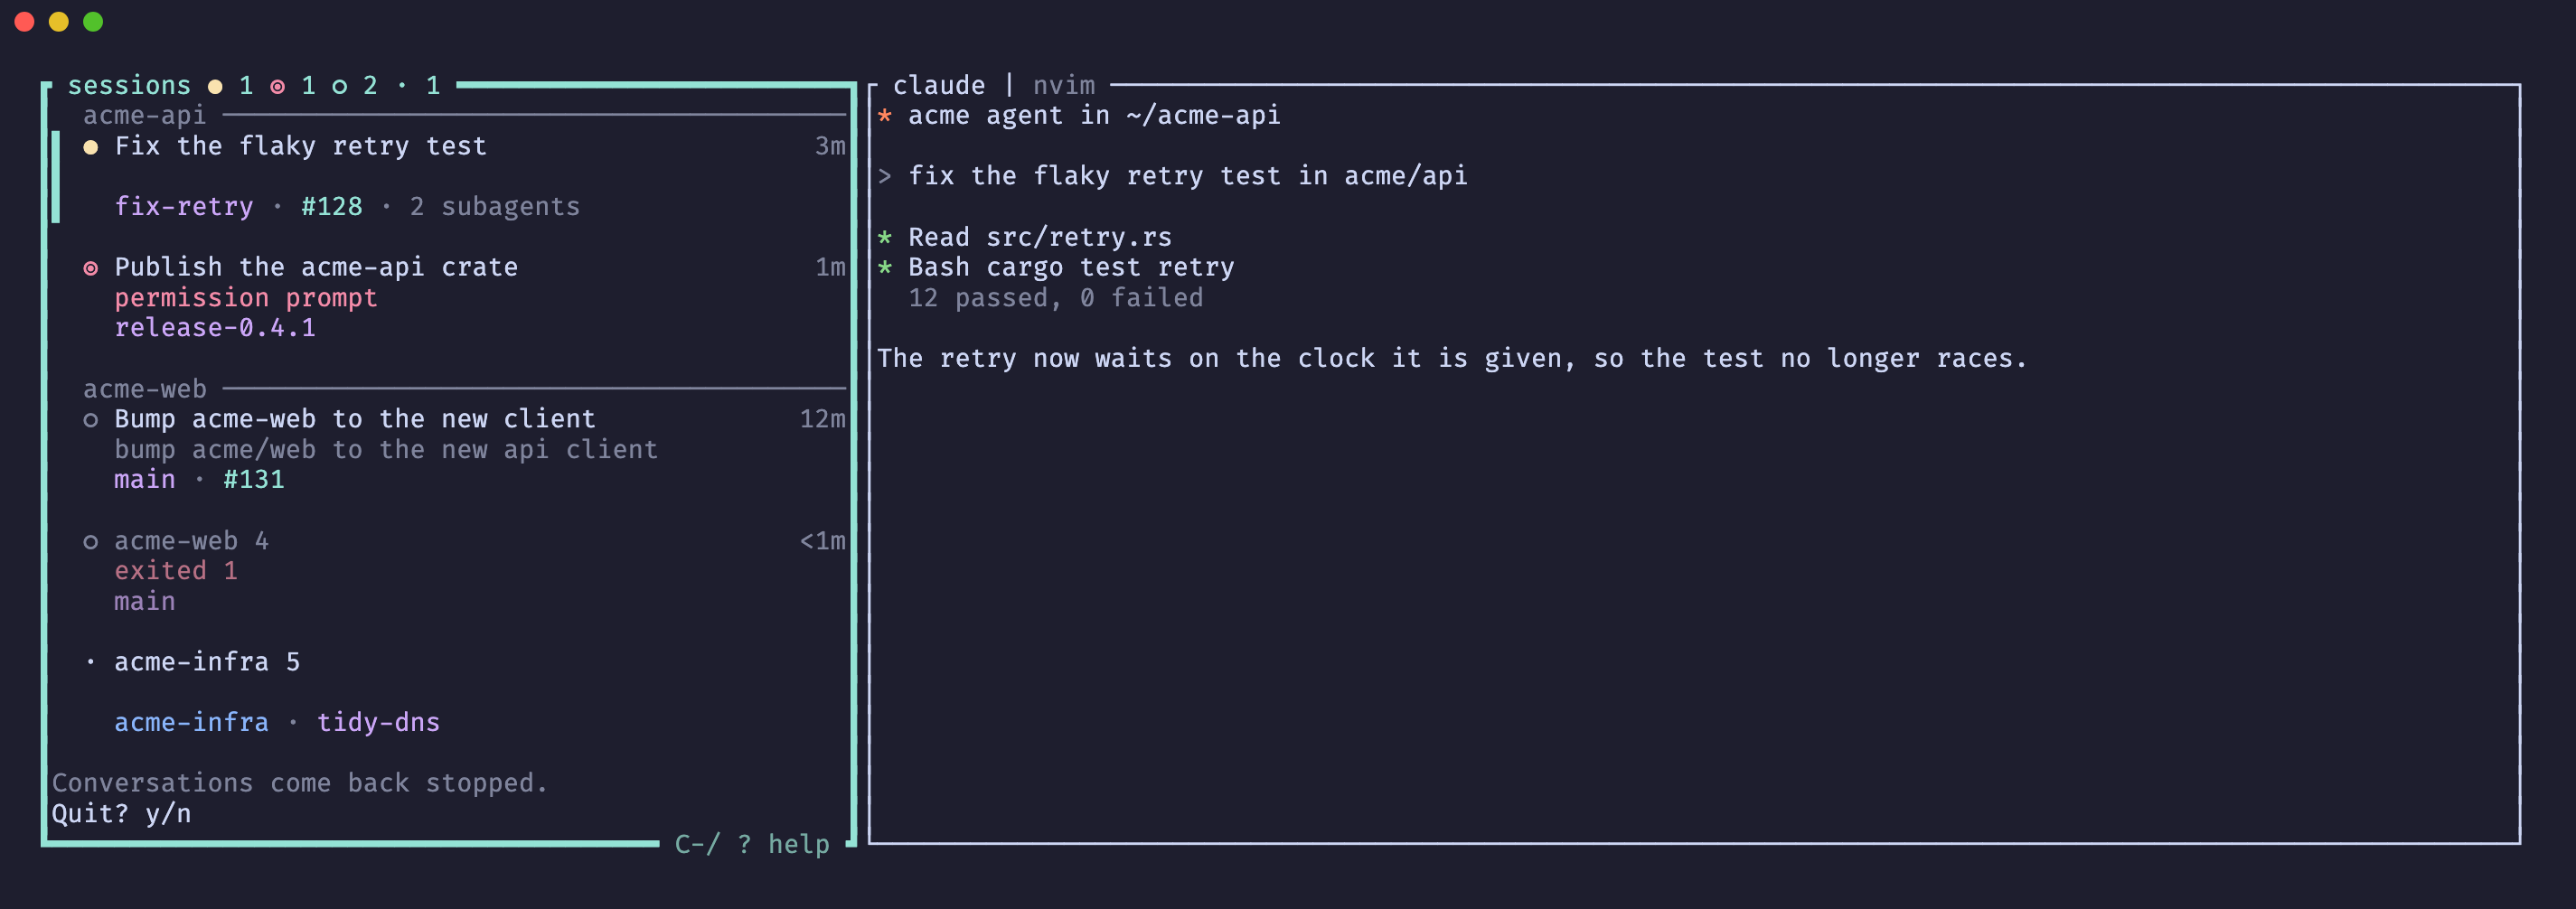 sessions ● 1 ◉ 1 ○ 2 · 1
acme-api
● Fix the flaky retry test 3m
fix-retry · #128 · 2 subagents
◉ Publish the acme-api crate 1m
permission prompt
release-0.4.1
acme-web
○ Bump acme-web to the new client 12m
bump acme/web to the new api client
main · #131
○ acme-web 4 <1m
exited 1
main
· acme-infra 5
acme-infra · tidy-dns
Conversations come back stopped.
Quit? y/n
C-/ ? help
claude | nvim
* acme agent in ~/acme-api
> fix the flaky retry test in acme/api
* Read src/retry.rs
* Bash cargo test retry
12 passed, 0 failed
The retry now waits on the clock it is given, so the test no longer races.